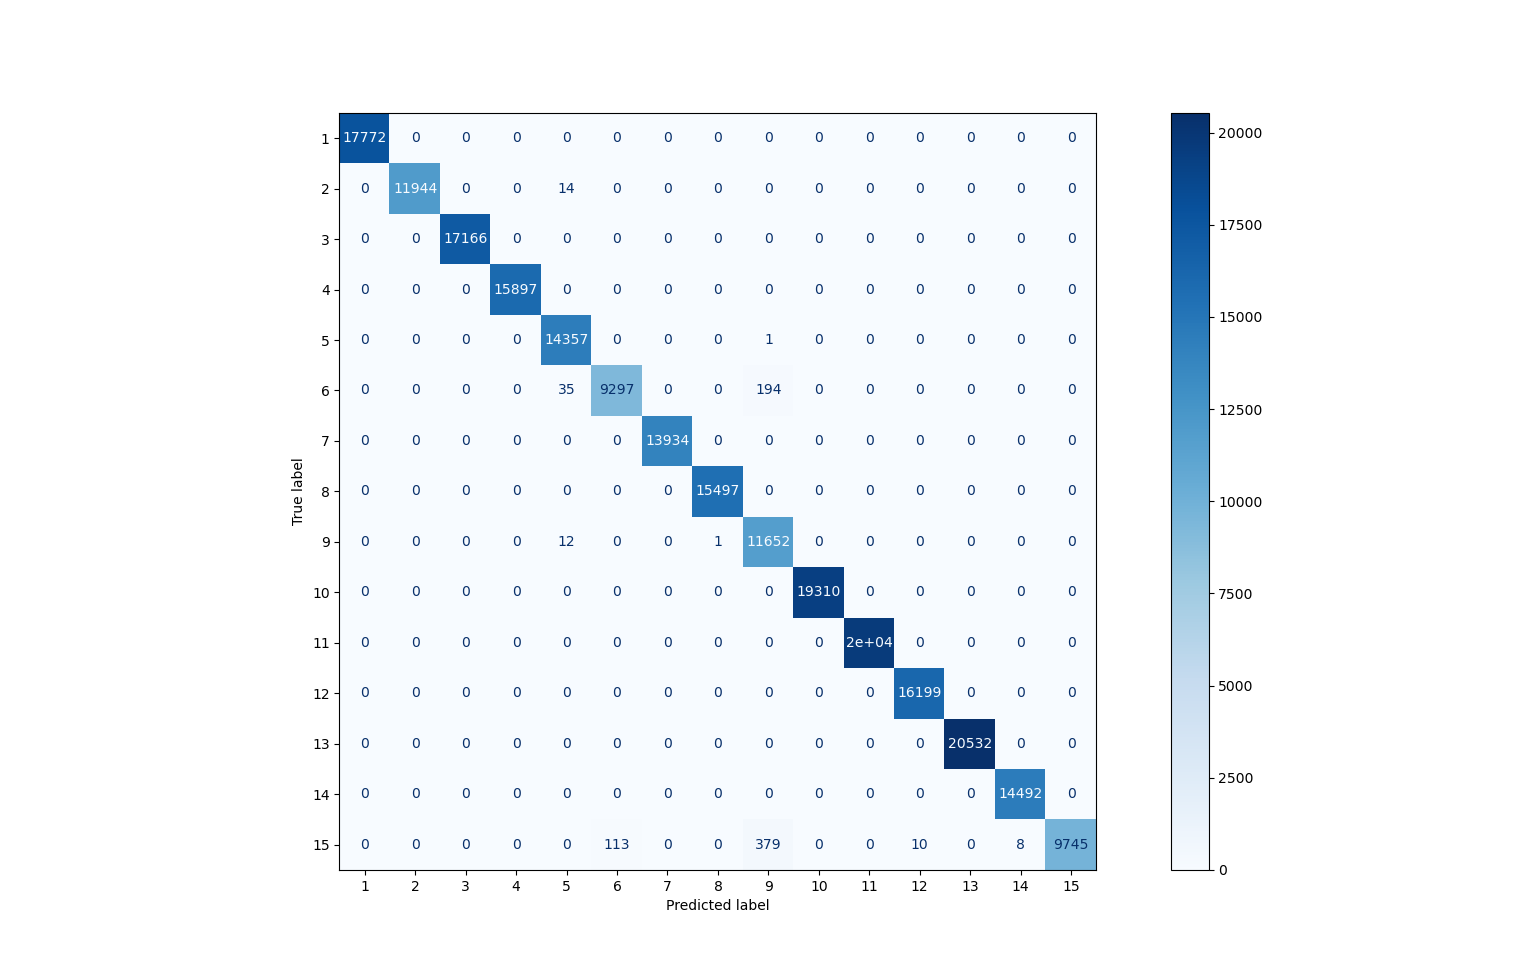 1 17772 0 0 0 0 0 0 0 0 0 0 0 0 0 0 20000
2 0 11944 0 0 14 0 0 0 0 0 0 0 0 0 0
3 0 0 17166 0 0 0 0 0 0 0 0 0 0 0 0 17500
4 0 0 0 15897 0 0 0 0 0 0 0 0 0 0 0
15000
5 0 0 0 0 14357 0 0 0 1 0 0 0 0 0 0
6 0 0 0 0 35 9297 0 0 194 0 0 0 0 0 0 12500
7 0 0 0 0 0 0 13934 0 0 0 0 0 0 0 0
True label
8 0 0 0 0 0 0 0 15497 0 0 0 0 0 0 0 10000
9 0 0 0 0 12 0 0 1 11652 0 0 0 0 0 0
10 0 0 0 0 0 0 0 0 0 19310 0 0 0 0 0 7500
11 0 0 0 0 0 0 0 0 0 0 2e+04 0 0 0 0
12 0 0 0 0 0 0 0 0 0 0 0 16199 0 0 0 5000
13 0 0 0 0 0 0 0 0 0 0 0 0 20532 0 0
2500
14 0 0 0 0 0 0 0 0 0 0 0 0 0 14492 0
15 0 0 0 0 0 113 0 0 379 0 0 10 0 8 9745
0
1 2 3 4 5 6 7 8 9 10 11 12 13 14 15
Predicted label